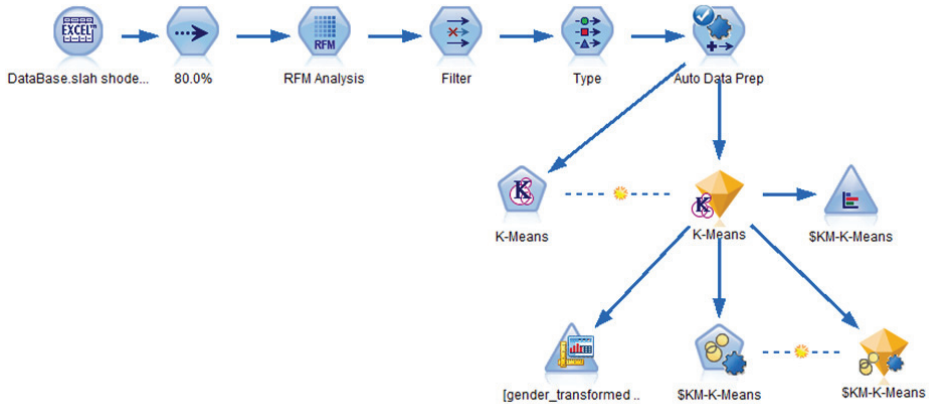 EXCEL
RFM
DataBase.slah shode...
80.0%
RFM Analysis
Filter
Type
Auto Data Prep
K
K
K-Means
K-Means
$KM-K-Means
[gender_transformed ..
$KM-K-Means
$KM-K-Means